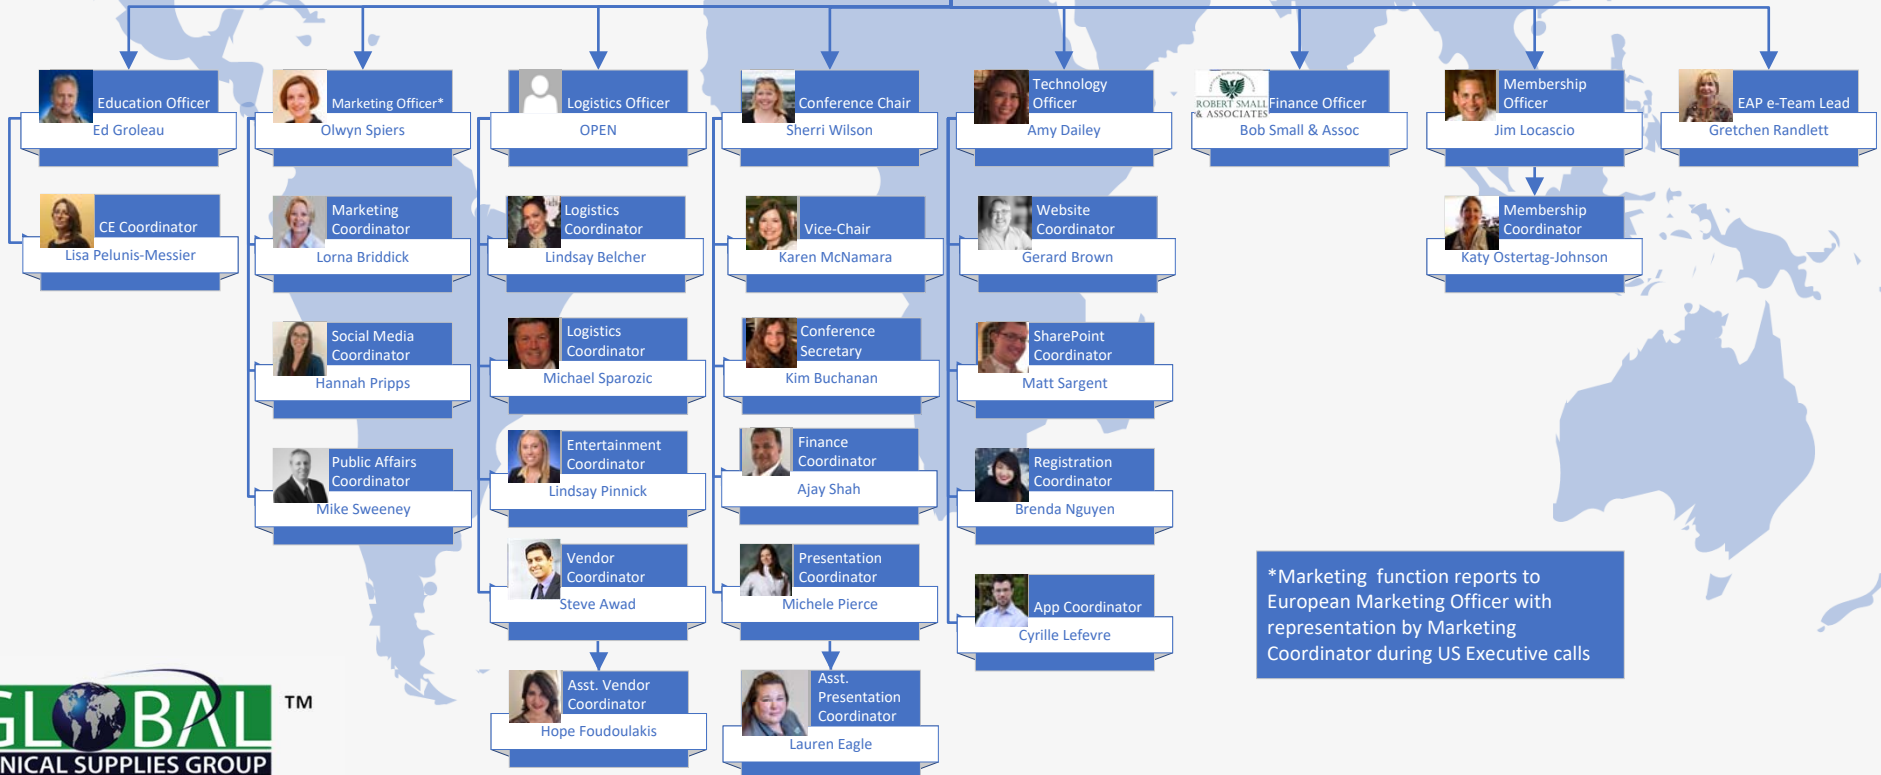 Education Officer
Ed Groleau
CE Coordinator
Lisa Pelunis-Messier
Marketing Officer*
Olwyn Spiers
Marketing
Coordinator
Lorna Briddick
Social Media
Coordinator
Hannah Pripps
Public Affairs
Coordinator
Mike Sweeney
Logistics Officer
OPEN
Logistics
Coordinator
Lindsay Belcher
Logistics
Coordinator
Michael Sparozic
Entertainment
Coordinator
Lindsay Pinnick
Vendor
Coordinator
Steve Awad
Asst. Vendor
Coordinator
Hope Foudoulakis
Conference Chair
Sherri Wilson
Vice-Chair
Karen McNamara
Conference
Secretary
Kim Buchanan
Finance
Coordinator
Ajay Shah
Presentation
Coordinator
Michele Pierce
Asst.
Presentation
Coordinator
Lauren Eagle
Technology
Officer
Amy Dailey
Website
Coordinator
Gerard Brown
SharePoint
Coordinator
Matt Sargent
Registration
Coordinator
Brenda Nguyen
App Coordinator
Cyrille Lefevre
ROBERT SMALL
& ASSOCIATES
Finance Officer
Bob Small & Assoc
Membership
Officer
Jim Locascio
Membership
Coordinator
Katy Ostertag-Johnson
EAP e-Team Lead
Gretchen Randlett
*Marketing function reports to
European Marketing Officer with
representation by Marketing
Coordinator during US Executive calls
GLOBAL TM
NICAL SUPPLIES GROUP